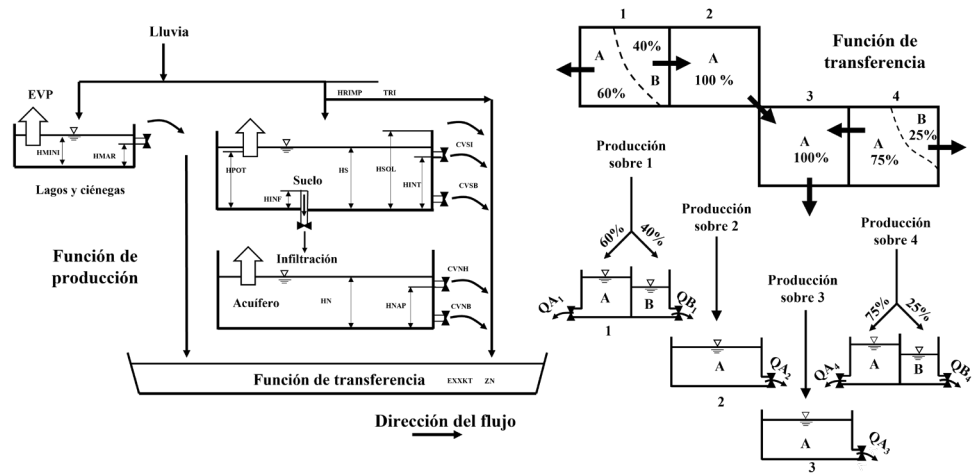 Lluvia
EVP
HRIMP TRI
HMINI
HMAR
Lagos y ciénegas
HPOT
Suelo
HINF
HS
HSOL
HINT
CVSI
CVSB
Infiltración
Función de
producción
Acuífero
HN
HNAP
CVNH
CVNB
Función de transferencia EXXKT ZN
Dirección del flujo
1 2
A
60%
40%
B
A
100 %
Función de
transferencia
3 4
A
100%
A
75%
B
25%
Producción
sobre 1
60% 40%
QA1
A
B
QB1
1
Producción
sobre 2
A
QA2
2
Producción
sobre 3
A
QA3
3
Producción
sobre 4
75% 25%
QA4
A
B
QB4
4